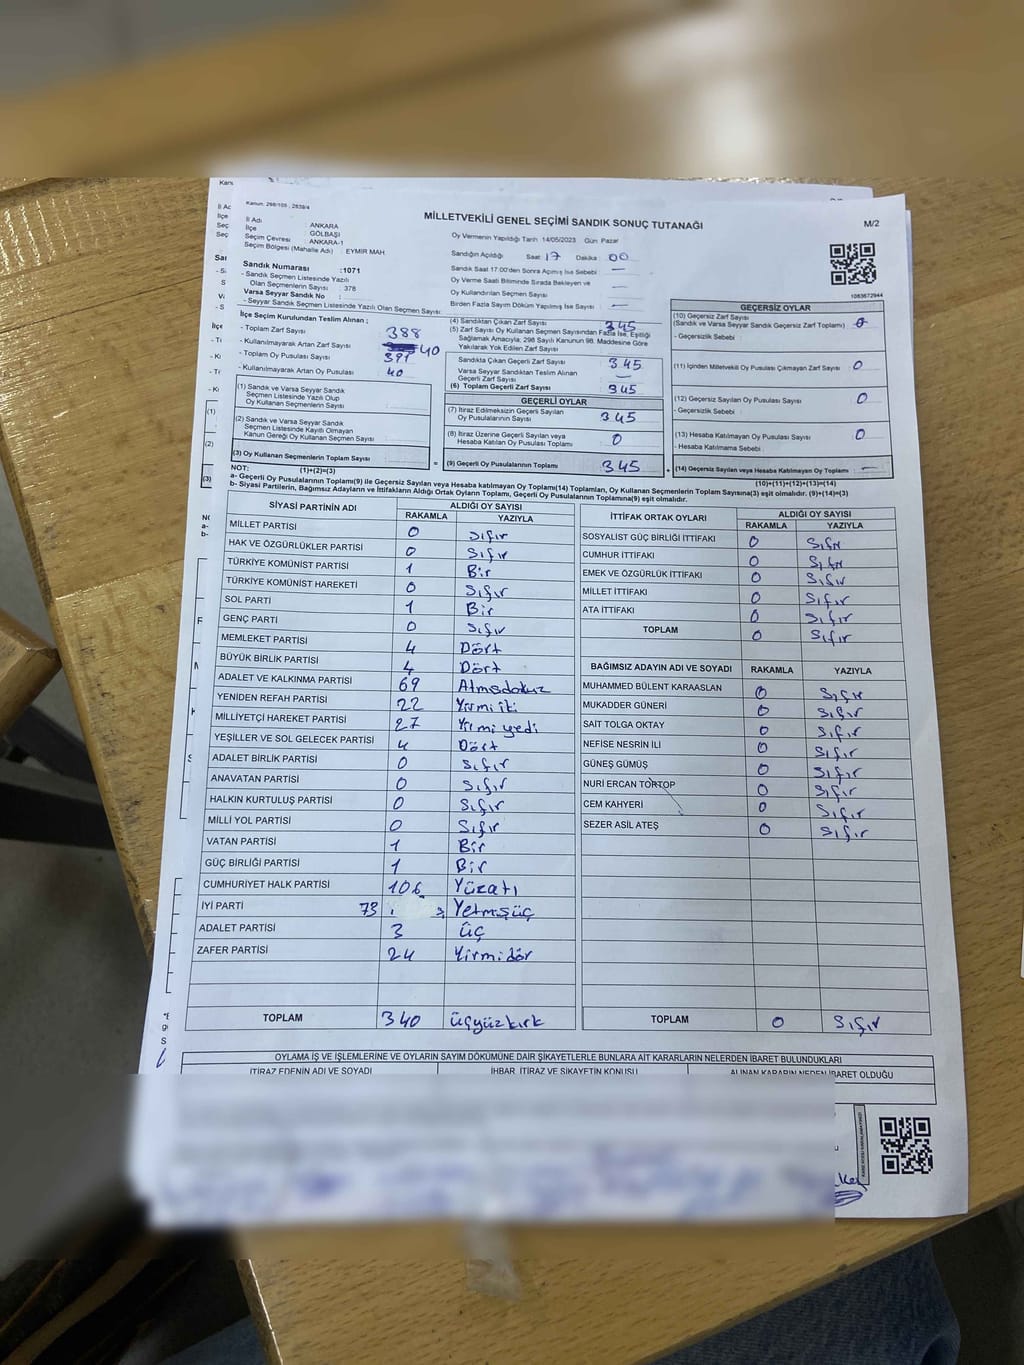 Kanun: 298/105, 2839/4
MİLLETVEKİLİ GENEL SEÇİMİ SANDIK SONUÇ TUTANAĞI
M/2
İl Adı : ANKARA
İlçe : GÖLBAŞI
Seçim Çevresi : ANKARA-1
Seçim Bölgesi (Mahalle Adı) : EYMİR MAH.
Sandık Numarası :1071
- Sandık Seçmen Listesinde Yazılı
Olan Seçmenlerin Sayısı : 378
Varsa Seyyar Sandık No :
- Seyyar Sandık Seçmen Listesinde Yazılı Olan Seçmen Sayısı:
Oy Vermenin Yapıldığı Tarih 14/05/2023 Gün Pazar
Sandığın Açıldığı Saat 17 Dakika 00
Sandık Saat 17.00'den Sonra Açılmış İse Sebebi : —
Oy Verme Saati Bitiminde Sırada Bekleyen ve
Oy Kullandırılan Seçmen Sayısı : —
Birden Fazla Sayım Döküm Yapılmış İse Sayısı : —
1083672944
İlçe Seçim Kurulundan Teslim Alınan :
- Toplam Zarf Sayısı 388
- Kullanılmayarak Artan Zarf Sayısı 40
- Toplam Oy Pusulası Sayısı 391
- Kullanılmayarak Artan Oy Pusulası 40
(1) Sandık ve Varsa Seyyar Sandık
Seçmen Listesinde Yazılı Olup
Oy Kullanan Seçmenlerin Sayısı :
(2) Sandık ve Varsa Seyyar Sandık
Seçmen Listesinde Kayıtlı Olmayan
Kanun Gereği Oy Kullanan Seçmen Sayısı :
(3) Oy Kullanan Seçmenlerin Toplam Sayısı :
(4) Sandıktan Çıkan Zarf Sayısı 345
(5) Zarf Sayısı Oy Kullanan Seçmen Sayısından Fazla İse, Eşitliği
Sağlamak Amacıyla; 298 Sayılı Kanunun 98. Maddesine Göre
Yakılarak Yok Edilen Zarf Sayısı
Sandıkta Çıkan Geçerli Zarf Sayısı 345
Varsa Seyyar Sandıktan Teslim Alınan
Geçerli Zarf Sayısı —
(6) Toplam Geçerli Zarf Sayısı 345
GEÇERLİ OYLAR
(7) İtiraz Edilmeksizin Geçerli Sayılan
Oy Pusulalarının Sayısı : 345
(8) İtiraz Üzerine Geçerli Sayılan veya
Hesaba Katılan Oy Pusulası Toplamı : 0
= (9) Geçerli Oy Pusulalarının Toplamı 345
GEÇERSİZ OYLAR
(10) Geçersiz Zarf Sayısı
(Sandık ve Varsa Seyyar Sandık Geçersiz Zarf Toplamı) : 0
- Geçersizlik Sebebi :
(11) İçinden Milletvekili Oy Pusulası Çıkmayan Zarf Sayısı : 0
(12) Geçersiz Sayılan Oy Pusulası Sayısı : 0
- Geçersizlik Sebebi :
(13) Hesaba Katılmayan Oy Pusulası Sayısı : 0
- Hesaba Katılmama Sebebi :
+ (14) Geçersiz Sayılan veya Hesaba Katılmayan Oy Toplamı : —
NOT: (1)+(2)=(3)
(10)+(11)+(12)+(13)=(14)
a- Geçerli Oy Pusulalarının Toplamı(9) ile Geçersiz Sayılan veya Hesaba katılmayan Oy Toplamı(14) Toplamları, Oy Kullanan Seçmenlerin Toplam Sayısına(3) eşit olmalıdır. (9)+(14)=(3)
b- Siyasi Partilerin, Bağımsız Adayların ve İttifakların Aldığı Ortak Oyların Toplamı, Geçerli Oy Pusulalarının Toplamına(9) eşit olmalıdır.
SİYASİ PARTİNİN ADI ALDIĞI OY SAYISI
RAKAMLA YAZIYLA
MİLLET PARTİSİ 0 Sıfır
HAK VE ÖZGÜRLÜKLER PARTİSİ 0 Sıfır
TÜRKİYE KOMÜNİST PARTİSİ 1 Bir
TÜRKİYE KOMÜNİST HAREKETİ 0 Sıfır
SOL PARTİ 1 Bir
GENÇ PARTİ 0 Sıfır
MEMLEKET PARTİSİ 4 Dört
BÜYÜK BİRLİK PARTİSİ 4 Dört
ADALET VE KALKINMA PARTİSİ 69 Atmışdokuz
YENİDEN REFAH PARTİSİ 22 Yirmi iki
MİLLİYETÇİ HAREKET PARTİSİ 27 Yirmi yedi
YEŞİLLER VE SOL GELECEK PARTİSİ 4 Dört
ADALET BİRLİK PARTİSİ 0 Sıfır
ANAVATAN PARTİSİ 0 Sıfır
HALKIN KURTULUŞ PARTİSİ 0 Sıfır
MİLLİ YOL PARTİSİ 0 Sıfır
VATAN PARTİSİ 1 Bir
GÜÇ BİRLİĞİ PARTİSİ 1 Bir
CUMHURİYET HALK PARTİSİ 106 Yüzatı
İYİ PARTİ 73 Yetmşüç
ADALET PARTİSİ 3 üç
ZAFER PARTİSİ 24 Yirmidör
TOPLAM 340 üçyüzkırk
İTTİFAK ORTAK OYLARI ALDIĞI OY SAYISI
RAKAMLA YAZIYLA
SOSYALİST GÜÇ BİRLİĞİ İTTİFAKI 0 Sıfır
CUMHUR İTTİFAKI 0 Sıfır
EMEK VE ÖZGÜRLÜK İTTİFAKI 0 Sıfır
MİLLET İTTİFAKI 0 Sıfır
ATA İTTİFAKI 0 Sıfır
TOPLAM 0 Sıfır
BAĞIMSIZ ADAYIN ADI VE SOYADI RAKAMLA YAZIYLA
MUHAMMED BÜLENT KARAASLAN 0 Sıfır
MUKADDER GÜNERİ 0 Sıfır
SAİT TOLGA OKTAY 0 Sıfır
NEFİSE NESRİN İLİ 0 Sıfır
GÜNEŞ GÜMÜŞ 0 Sıfır
NURİ ERCAN TORTOP 0 Sıfır
CEM KAHYERİ 0 Sıfır
SEZER ASİL ATEŞ 0 Sıfır
TOPLAM 0 Sıfır
OYLAMA İŞ VE İŞLEMLERİNE VE OYLARIN SAYIM DÖKÜMÜNE DAİR ŞİKAYETLERLE BUNLARA AİT KARARLARIN NELERDEN İBARET BULUNDUKLARI
İTİRAZ EDENİN ADI VE SOYADI İHBAR, İTİRAZ VE ŞİKAYETİN KONUSU ALINAN KARARIN NEDEN İBARET OLDUĞU